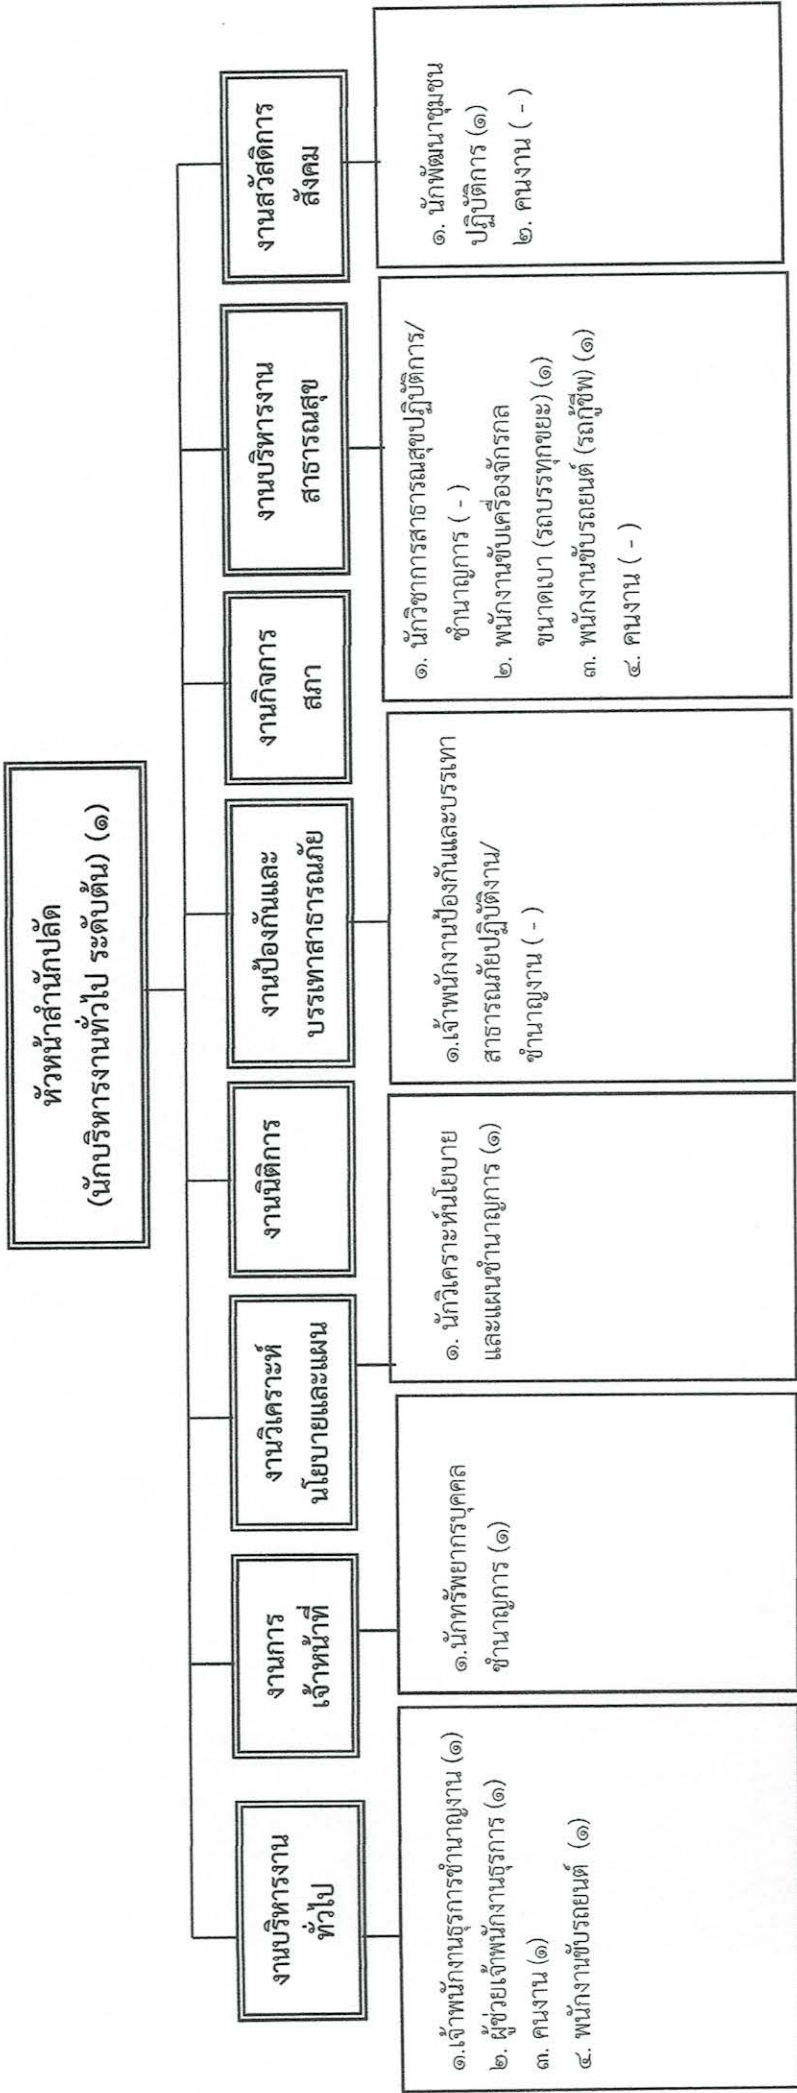 หัวหน้าสำนักปลัด
(นักบริหารงานทั่วไป ระดับต้น) (๑)
งานบริหารงาน
ทั่วไป
งานการ
เจ้าหน้าที่
งานวิเคราะห์
นโยบายและแผน
งานนิติการ
งานป้องกันและ
บรรเทาสาธารณภัย
งานกิจการ
สภา
งานบริหารงาน
สาธารณสุข
งานสวัสดิการ
สังคม
๑.เจ้าพนักงานธุรการชำนาญงาน (๑)
๒. ผู้ช่วยเจ้าพนักงานธุรการ (๑)
๓. คนงาน (๑)
๔. พนักงานขับรถยนต์ (๑)
๑.นักทรัพยากรบุคคล
ชำนาญการ (๑)
๑. นักวิเคราะห์นโยบาย
และแผนชำนาญการ (๑)
๑.เจ้าพนักงานป้องกันและบรรเทา
สาธารณภัยปฏิบัติงาน/
ชำนาญงาน ( - )
๑. นักวิชาการสาธารณสุขปฏิบัติการ/
ชำนาญการ ( - )
๒. พนักงานขับเครื่องจักรกล
ขนาดเบา (รถบรรทุกขยะ) (๑)
๓. พนักงานขับรถยนต์ (รถกู้ชีพ) (๑)
๔. คนงาน ( - )
๑. นักพัฒนาชุมชน
ปฏิบัติการ (๑)
๒. คนงาน ( - )